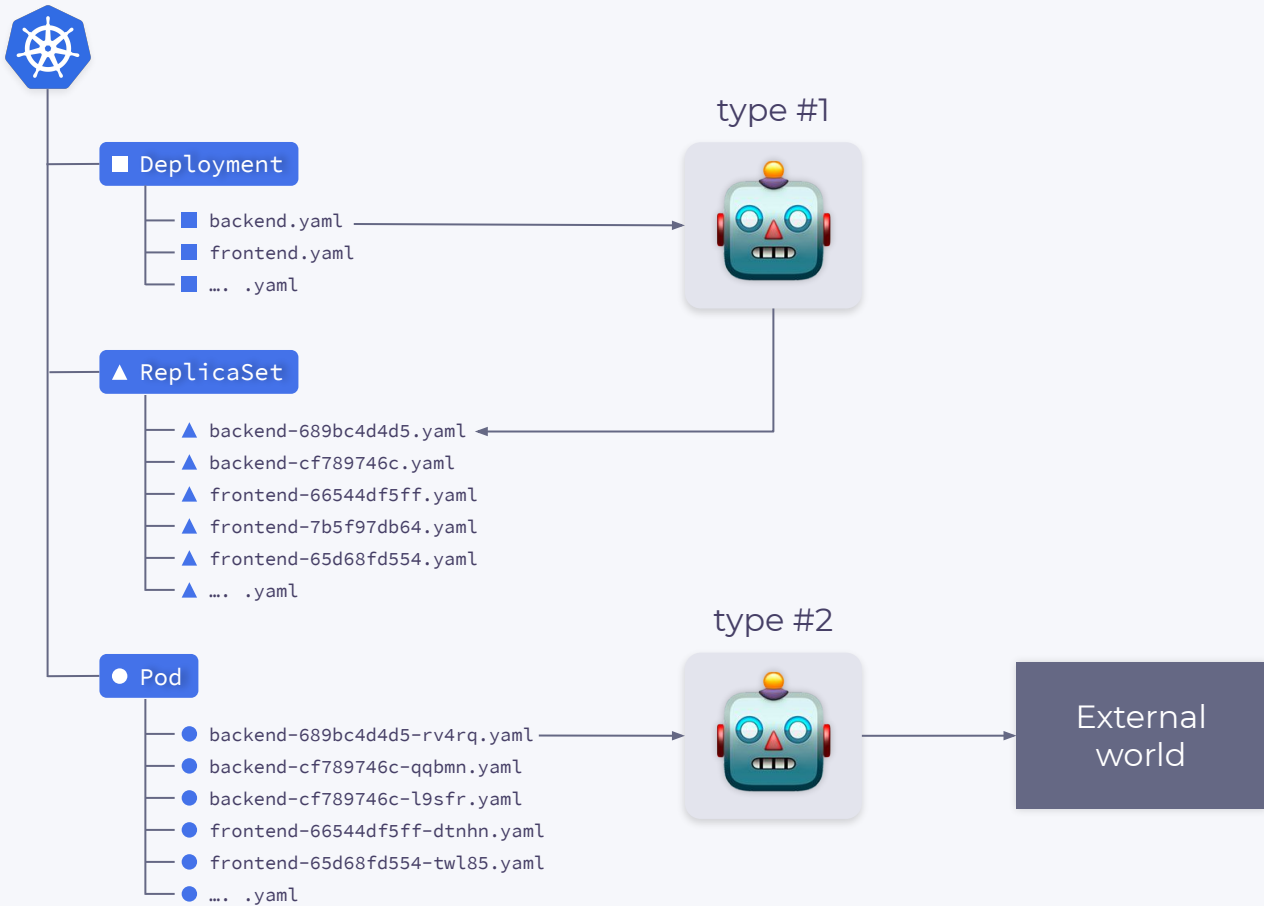 type #1
Deployment
backend.yaml
frontend.yaml
…. .yaml
ReplicaSet
backend-689bc4d4d5.yaml
backend-cf789746c.yaml
frontend-66544df5ff.yaml
frontend-7b5f97db64.yaml
frontend-65d68fd554.yaml
…. .yaml
type #2
Pod
backend-689bc4d4d5-rv4rq.yaml
backend-cf789746c-qqbmn.yaml
backend-cf789746c-l9sfr.yaml
frontend-66544df5ff-dtnhn.yaml
frontend-65d68fd554-twl85.yaml
…. .yaml
External
world